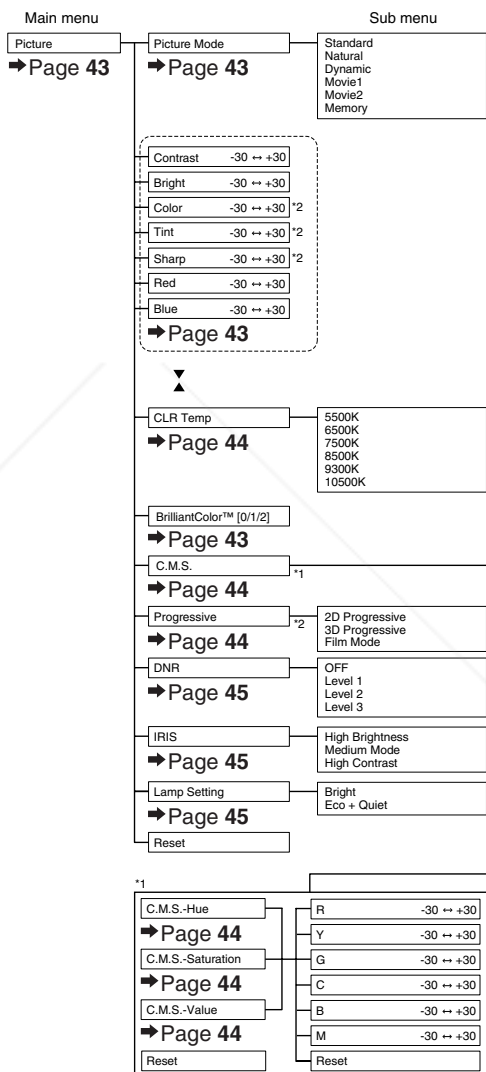 Main menu
Sub menu
Picture
➡Page 43
Picture Mode
➡Page 43
Standard
Natural
Dynamic
Movie1
Movie2
Memory
Contrast -30 ↔ +30
Bright -30 ↔ +30
Color -30 ↔ +30 *2
Tint -30 ↔ +30 *2
Sharp -30 ↔ +30 *2
Red -30 ↔ +30
Blue -30 ↔ +30
➡Page 43
CLR Temp
➡Page 44
5500K
6500K
7500K
8500K
9300K
10500K
BrilliantColor™ [0/1/2]
➡Page 43
C.M.S. *1
➡Page 44
Progressive *2
➡Page 44
2D Progressive
3D Progressive
Film Mode
DNR
➡Page 45
OFF
Level 1
Level 2
Level 3
IRIS
➡Page 45
High Brightness
Medium Mode
High Contrast
Lamp Setting
➡Page 45
Bright
Eco + Quiet
Reset
*1
C.M.S.-Hue
➡Page 44
C.M.S.-Saturation
➡Page 44
C.M.S.-Value
➡Page 44
Reset
R -30 ↔ +30
Y -30 ↔ +30
G -30 ↔ +30
C -30 ↔ +30
B -30 ↔ +30
M -30 ↔ +30
Reset